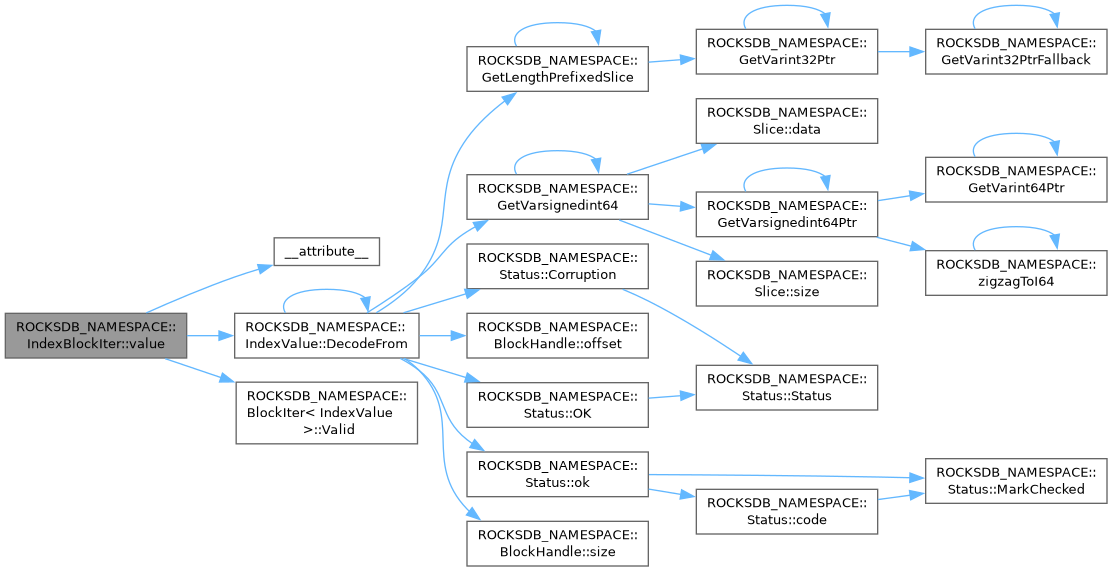 ROCKSDB_NAMESPACE::
IndexBlockIter::value
__attribute__
ROCKSDB_NAMESPACE::
IndexValue::DecodeFrom
ROCKSDB_NAMESPACE::
BlockIter< IndexValue
>::Valid
ROCKSDB_NAMESPACE::
GetLengthPrefixedSlice
ROCKSDB_NAMESPACE::
GetVarsignedint64
ROCKSDB_NAMESPACE::
Status::Corruption
ROCKSDB_NAMESPACE::
BlockHandle::offset
ROCKSDB_NAMESPACE::
Status::OK
ROCKSDB_NAMESPACE::
Status::ok
ROCKSDB_NAMESPACE::
BlockHandle::size
ROCKSDB_NAMESPACE::
GetVarint32Ptr
ROCKSDB_NAMESPACE::
Slice::data
ROCKSDB_NAMESPACE::
GetVarsignedint64Ptr
ROCKSDB_NAMESPACE::
Slice::size
ROCKSDB_NAMESPACE::
Status::Status
ROCKSDB_NAMESPACE::
Status::code
ROCKSDB_NAMESPACE::
GetVarint32PtrFallback
ROCKSDB_NAMESPACE::
GetVarint64Ptr
ROCKSDB_NAMESPACE::
zigzagToI64
ROCKSDB_NAMESPACE::
Status::MarkChecked